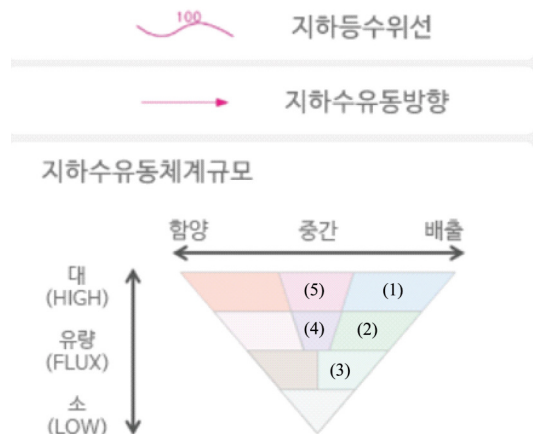 100 지하등수위선
지하수유동방향
지하수유동체계규모
함양 중간 배출
대
(HIGH)
(5) (1)
유량
(FLUX)
(4) (2)
(3)
소
(LOW)